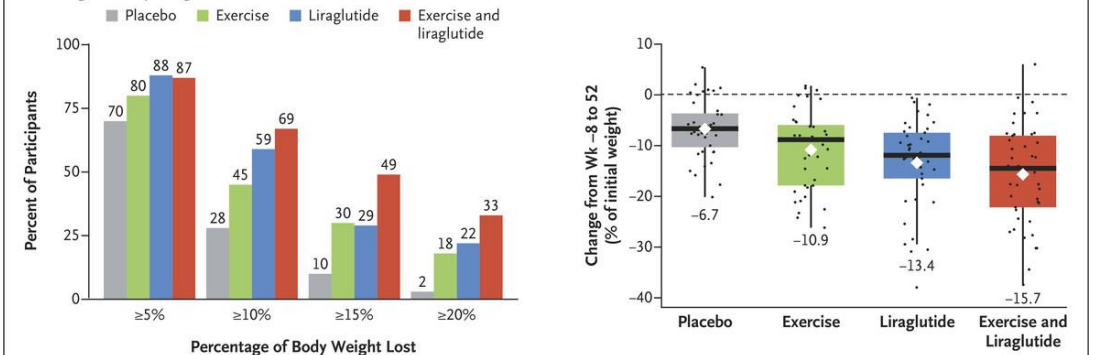 Placebo Exercise Liraglutide Exercise and liraglutide
Percent of Participants
100
75
50
25
0
70 80 88 87
28 45 59 69
10 30 29 49
2 18 22 33
≥5% ≥10% ≥15% ≥20%
Percentage of Body Weight Lost
Change from Wk −8 to 52
(% of initial weight)
10
0
−10
−20
−30
−40
−6.7
−10.9
−13.4
−15.7
Placebo Exercise Liraglutide Exercise and
Liraglutide